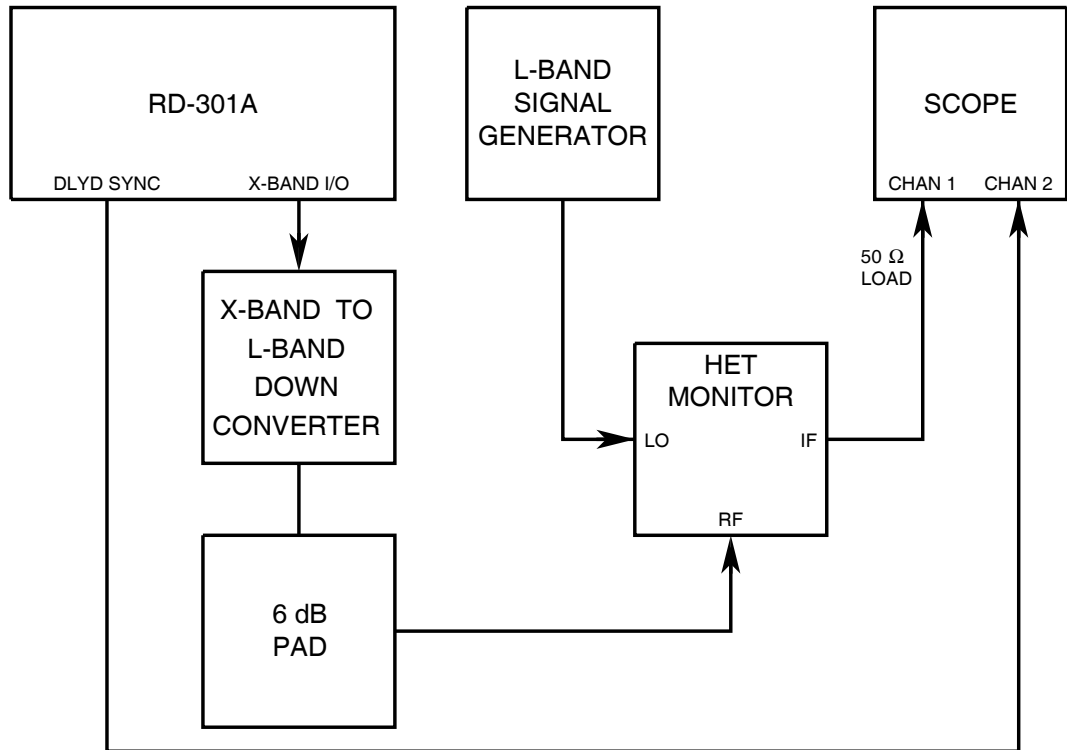 RD-301A
DLYD SYNC
X-BAND I/O
L-BAND
SIGNAL
GENERATOR
SCOPE
CHAN 1
CHAN 2
50 Ω
LOAD
X-BAND TO
L-BAND
DOWN
CONVERTER
HET
MONITOR
LO
IF
RF
6 dB
PAD